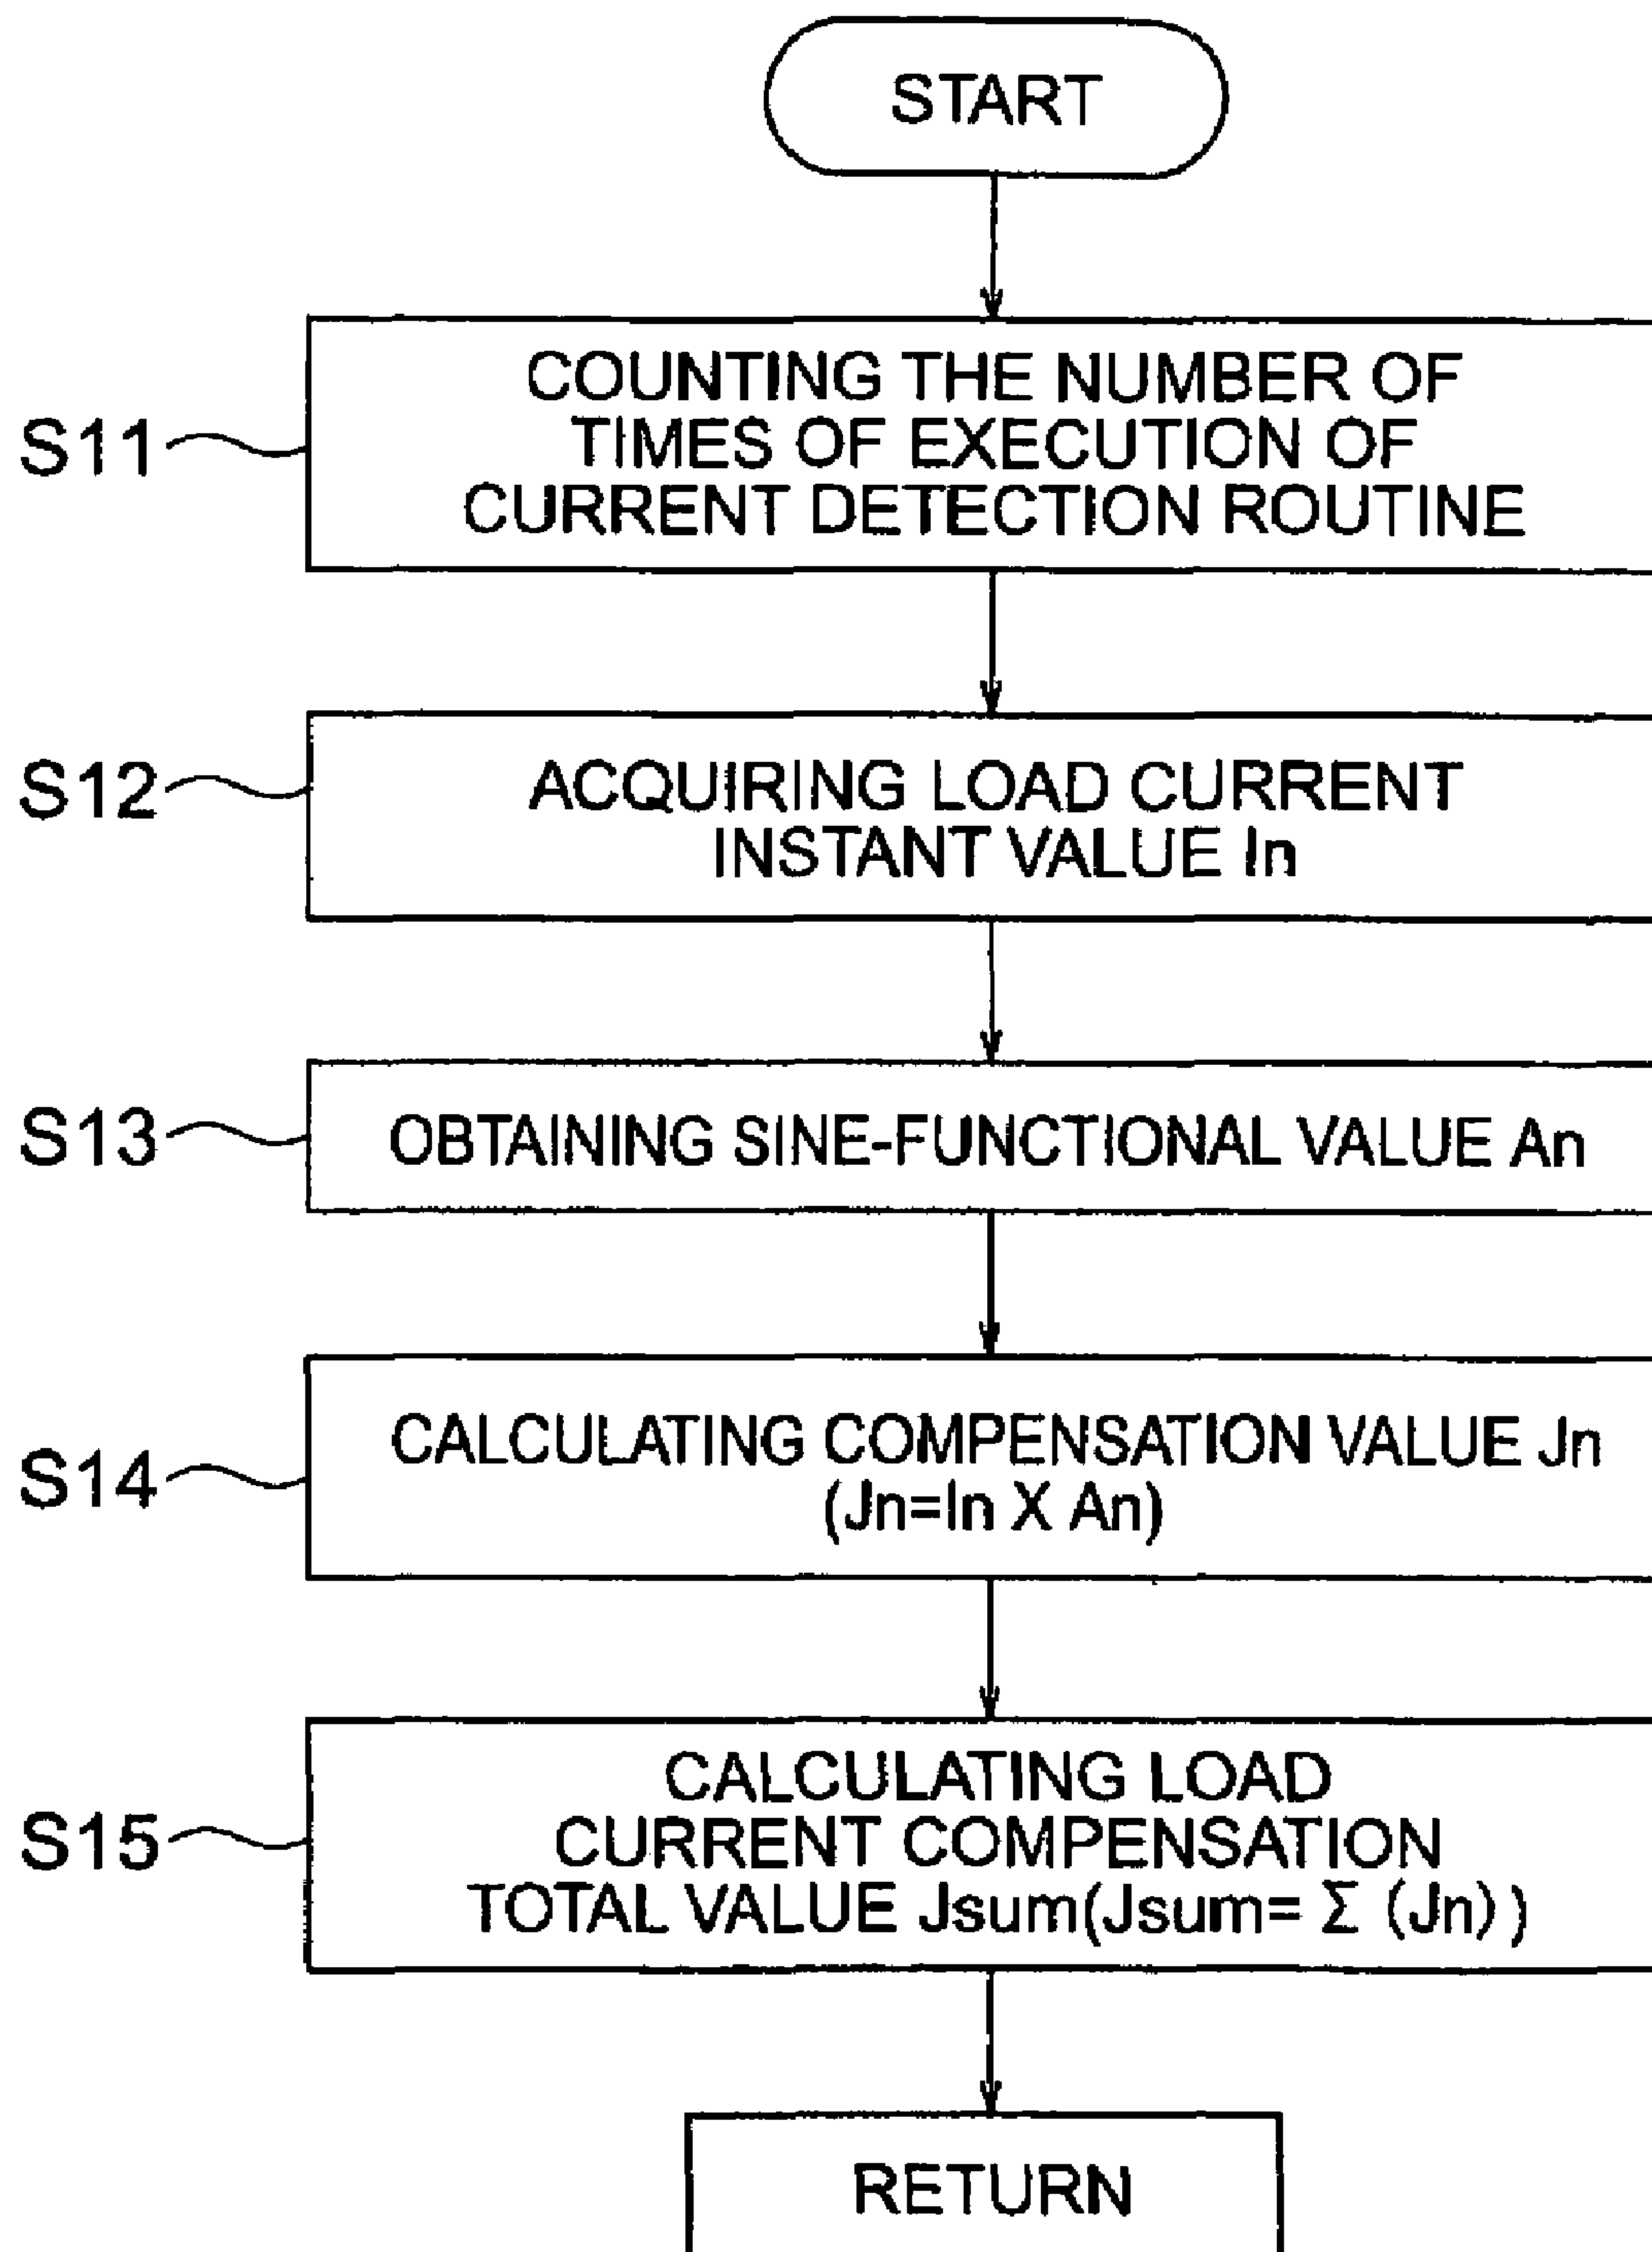 START
S11
COUNTING THE NUMBER OF
TIMES OF EXECUTION OF
CURRENT DETECTION ROUTINE
S12
ACQUIRING LOAD CURRENT
INSTANT VALUE In
S13
OBTAINING SINE-FUNCTIONAL VALUE An
S14
CALCULATING COMPENSATION VALUE Jn
(Jn=In X An)
S15
CALCULATING LOAD
CURRENT COMPENSATION
TOTAL VALUE Jsum(Jsum= Σ (Jn))
RETURN